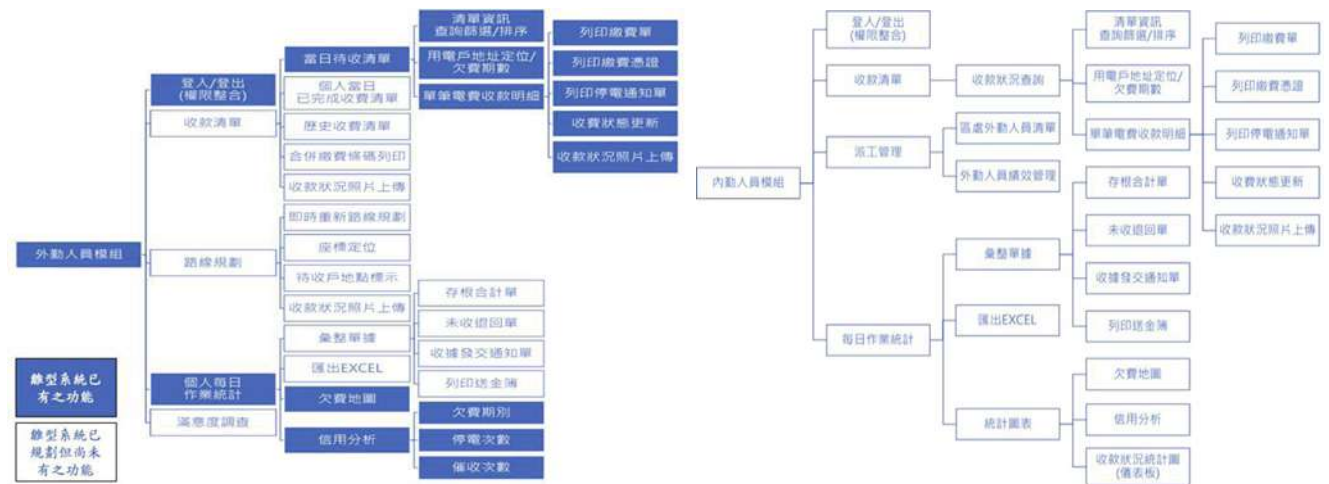 外勤人員模組
登入/登出
(權限整合)
收款清單
當日待收清單
清單資訊
查詢篩選/排序
用電戶地址定位/
欠費期數
單筆電費收款明細
列印繳費單
列印繳費憑證
列印停電通知單
收費狀態更新
收款狀況照片上傳
個人當日
已完成收費清單
歷史收費清單
合併繳費條碼列印
收款狀況照片上傳
路線規劃
即時重新路線規劃
座標定位
待收戶地點標示
收款狀況照片上傳
個人每日
作業統計
彙整單據
存根合計單
未收退回單
收據發交通知單
列印送金簿
匯出EXCEL
欠費地圖
信用分析
欠費期別
停電次數
催收次數
滿意度調查
雛型系統已
有之功能
雛型系統已
規劃但尚未
有之功能
內勤人員模組
登入/登出
(權限整合)
收款清單
收款狀況查詢
清單資訊
查詢篩選/排序
用電戶地址定位/
欠費期數
單筆電費收款明細
列印繳費單
列印繳費憑證
列印停電通知單
收費狀態更新
收款狀況照片上傳
派工管理
區處外勤人員清單
外勤人員績效管理
每日作業統計
彙整單據
存根合計單
未收退回單
收據發交通知單
列印送金簿
匯出EXCEL
統計圖表
欠費地圖
信用分析
收款狀況統計圖
(儀表板)